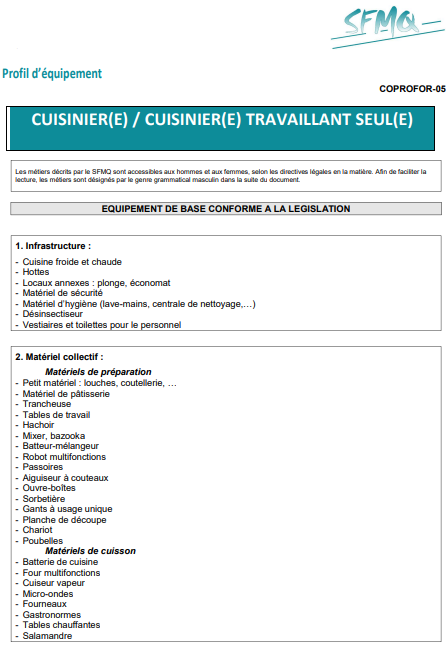 SFMQ
Profil d'équipement
COPROFOR-05
CUISINIER(E) / CUISINIER(E) TRAVAILLANT SEUL(E)
Les métiers décrits par le SFMQ sont accessibles aux hommes et aux femmes, selon les directives légales en la matière. Afin de faciliter la
lecture, les métiers sont désignés par le genre grammatical masculin dans la suite du document.
EQUIPEMENT DE BASE CONFORME A LA LEGISLATION
1. Infrastructure :
- Cuisine froide et chaude
- Hottes
- Locaux annexes : plonge, économat
- Matériel de sécurité
- Matériel d'hygiène (lave-mains, centrale de nettoyage,…)
- Désinsectiseur
- Vestiaires et toilettes pour le personnel
2. Matériel collectif :
Matériels de préparation
- Petit matériel : louches, coutellerie, …
- Matériel de pâtisserie
- Trancheuse
- Tables de travail
- Hachoir
- Mixer, bazooka
- Batteur-mélangeur
- Robot multifonctions
- Passoires
- Aiguiseur à couteaux
- Ouvre-boîtes
- Sorbetière
- Gants à usage unique
- Planche de découpe
- Chariot
- Poubelles
Matériels de cuisson
- Batterie de cuisine
- Four multifonctions
- Cuiseur vapeur
- Micro-ondes
- Fourneaux
- Gastronormes
- Tables chauffantes
- Salamandre